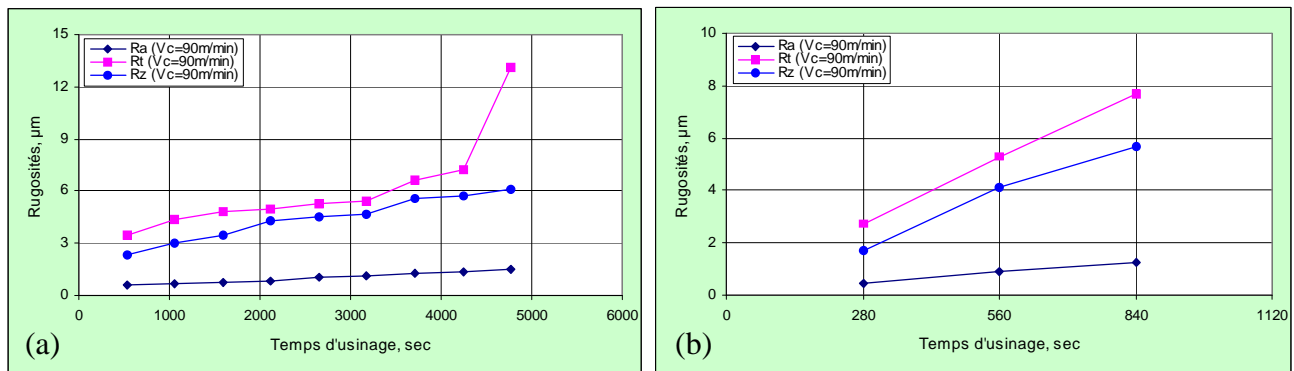 15
12
9
6
3
0
Rugosités, µm
Ra (Vc=90m/min)
Rt (Vc=90m/min)
Rz (Vc=90m/min)
0 1000 2000 3000 4000 5000 6000
Temps d'usinage, sec
(a)
10
8
6
4
2
0
Rugosités, µm
Ra (Vc=90m/min)
Rt (Vc=90m/min)
Rz (Vc=90m/min)
0 280 560 840 1120
Temps d'usinage, sec
(b)